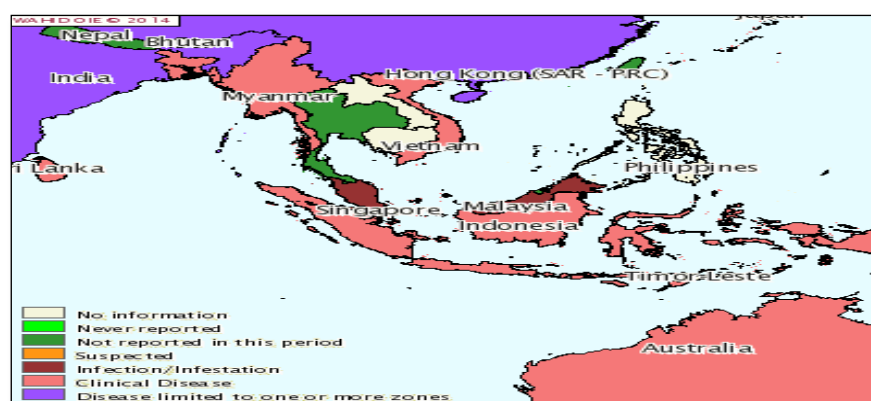 WAHID OIE © 2014
Japan
Nepal
Bhutan
Hong Kong (SAR - PRC)
India
Myanmar
Vietnam
ri Lanka
Philippines
Singapore
Malaysia
Indonesia
Timor-Leste
Australia
No information
Never reported
Not reported in this period
Suspected
Infection/Infestation
Clinical Disease
Disease limited to one or more zones